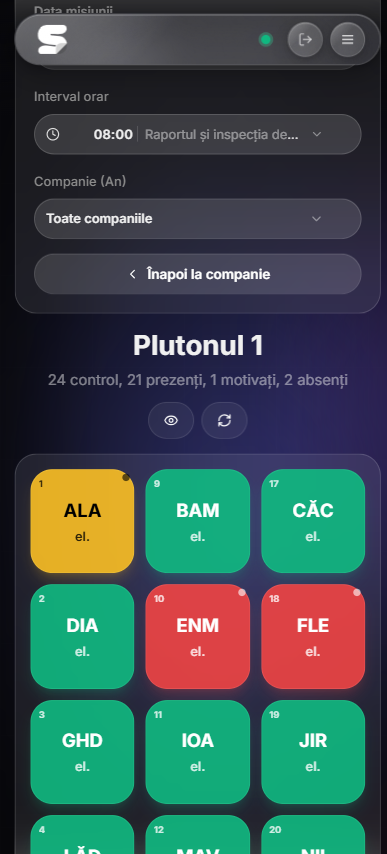 Data misiunii
Interval orar
08:00 Raportul și inspecția de...
Companie (An)
Toate companiile
Înapoi la companie
Plutonul 1
24 control, 21 prezenți, 1 motivați, 2 absenți
1 9 17
ALA BAM CĂC
el. el. el.
2 10 18
DIA ENM FLE
el. el. el.
3 11 19
GHD IOA JIR
el. el. el.
4 12 20
LĂD MAV